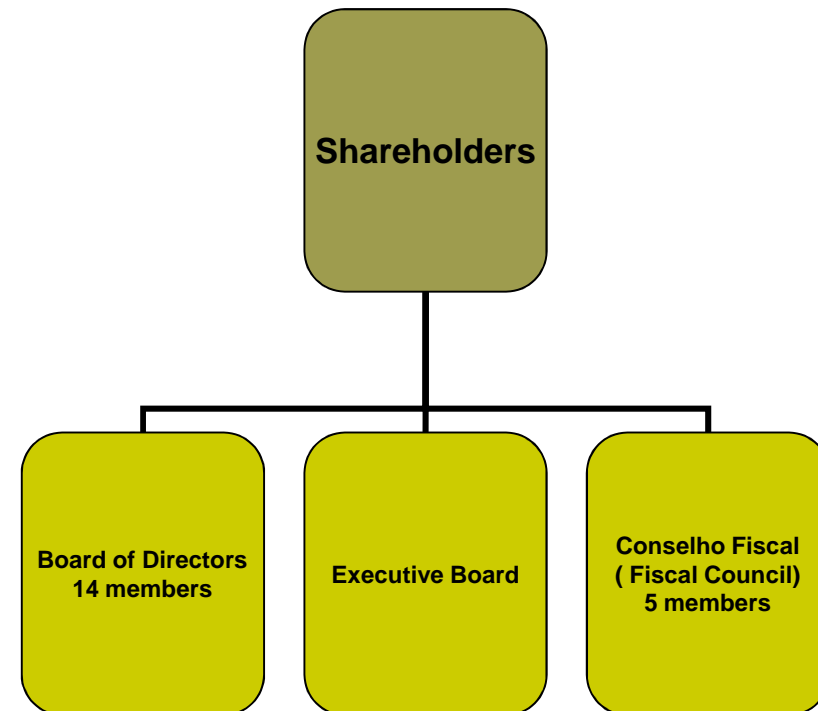 Shareholders
Board of Directors
14 members
Executive Board
Conselho Fiscal
( Fiscal Council)
5 members